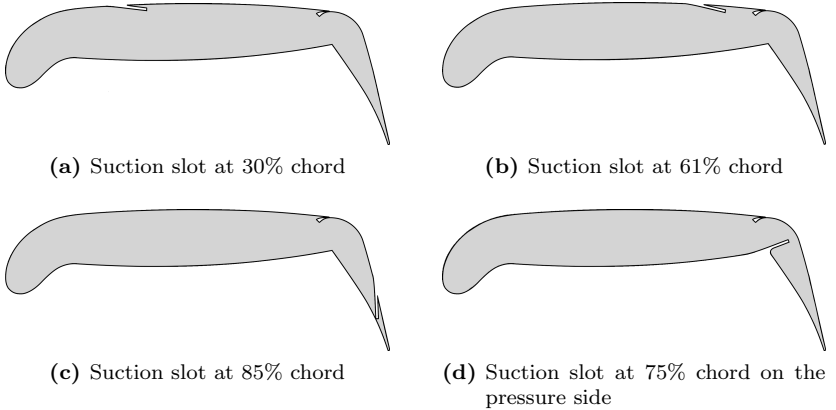 (a) Suction slot at 30% chord
(b) Suction slot at 61% chord
(c) Suction slot at 85% chord
(d) Suction slot at 75% chord on the
pressure side